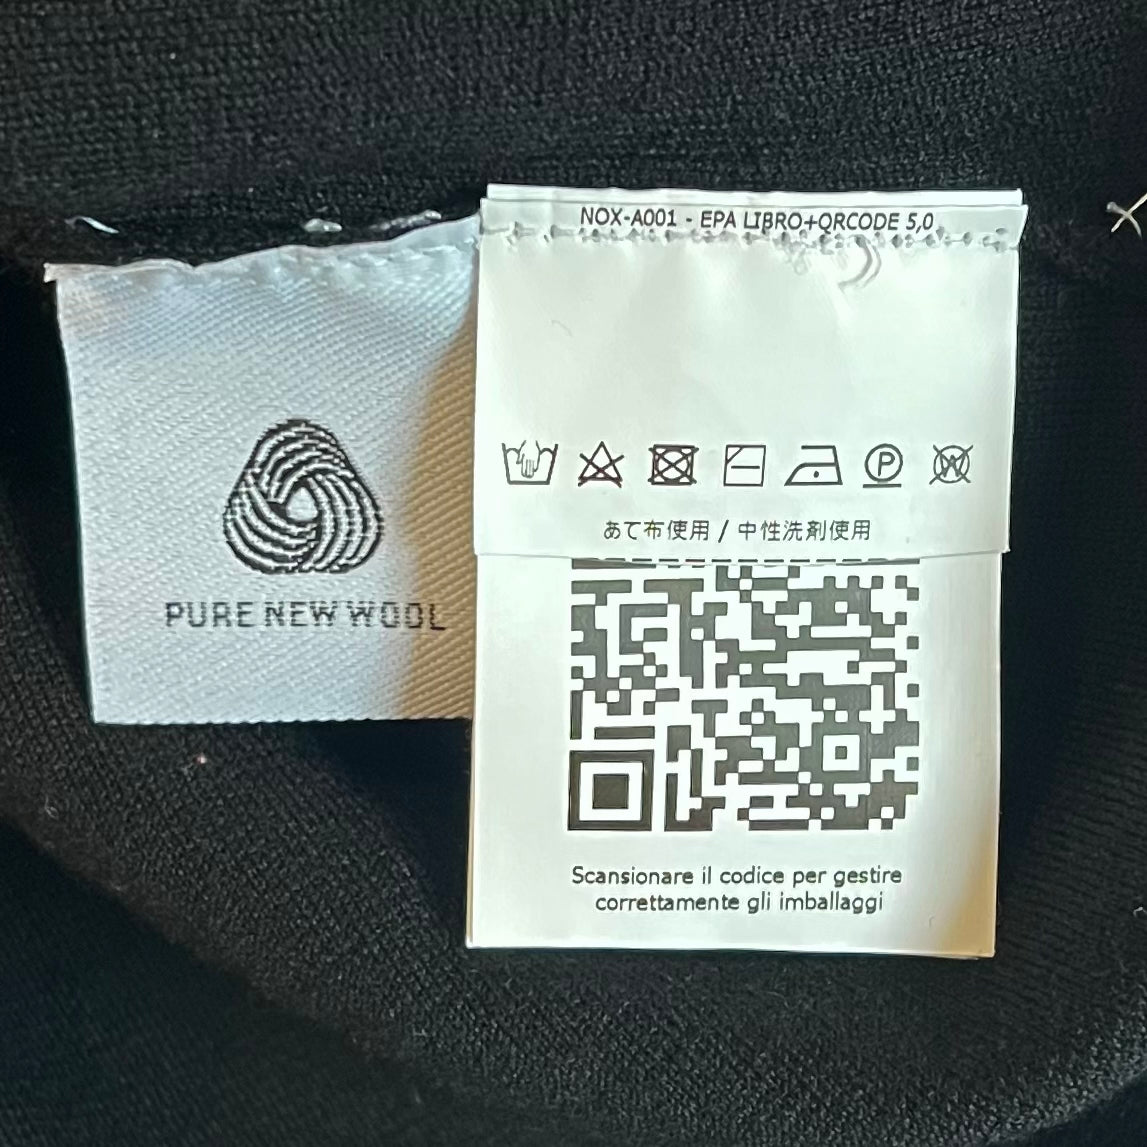 NOX-A001 - EPA LIBRO+QRCODE 5,0
PURE NEW WOOL
P
W
あて布使用 / 中性洗剤使用
Scansionare il codice per gestire
correttamente gli imballaggi